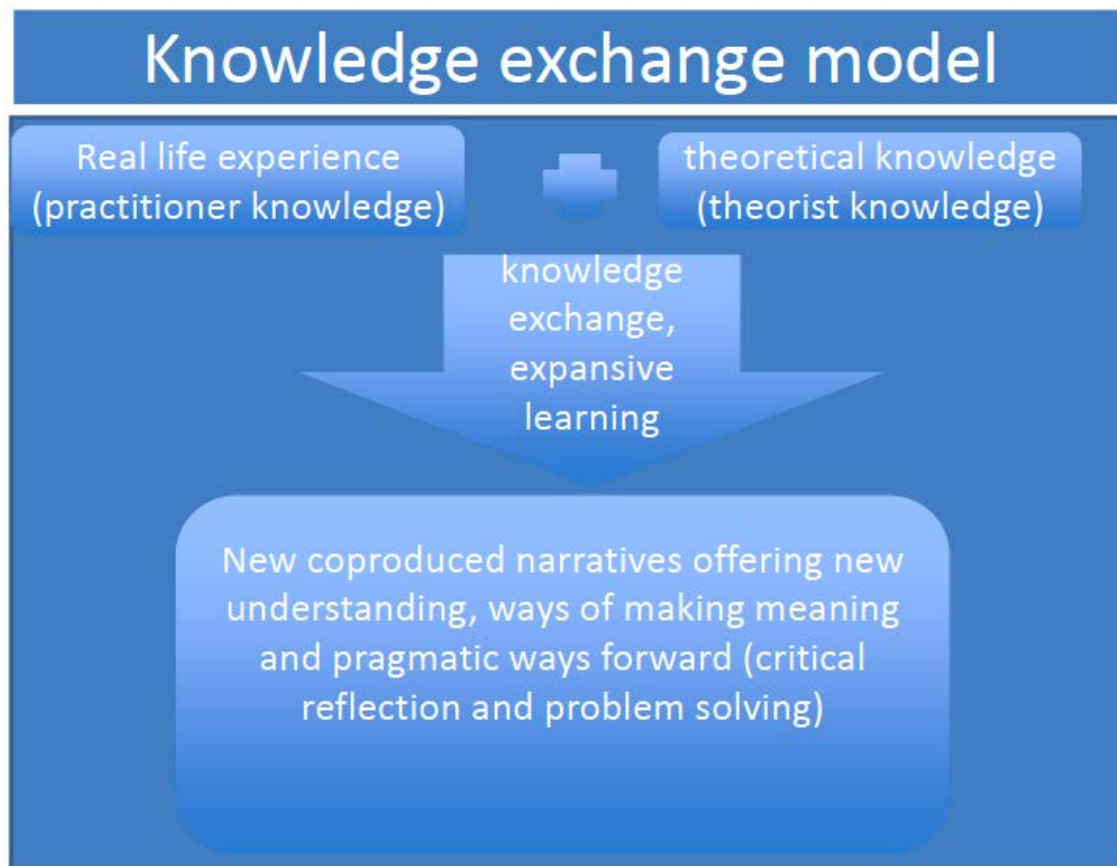 Knowledge exchange model
Real life experience
(practitioner knowledge)
theoretical knowledge
(theorist knowledge)
knowledge
exchange,
expansive
learning
New coproduced narratives offering new
understanding, ways of making meaning
and pragmatic ways forward (critical
reflection and problem solving)